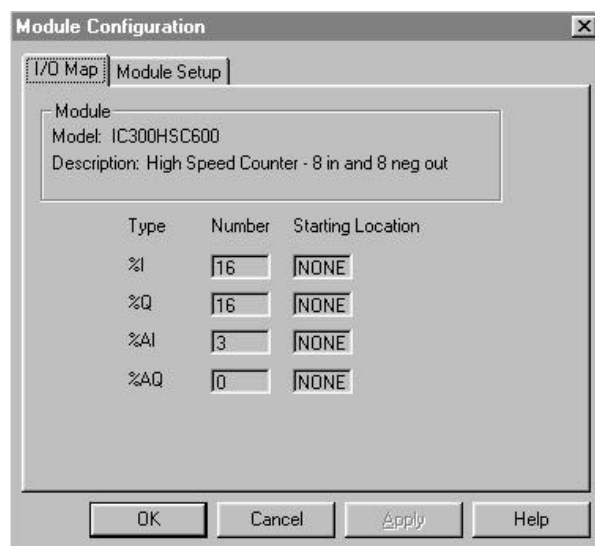 Module Configuration
I/O Map Module Setup
Module
Model: IC300HSC600
Description: High Speed Counter - 8 in and 8 neg out
Type Number Starting Location
%I 16 NONE
%Q 16 NONE
%AI 3 NONE
%AQ 0 NONE
OK Cancel Apply Help